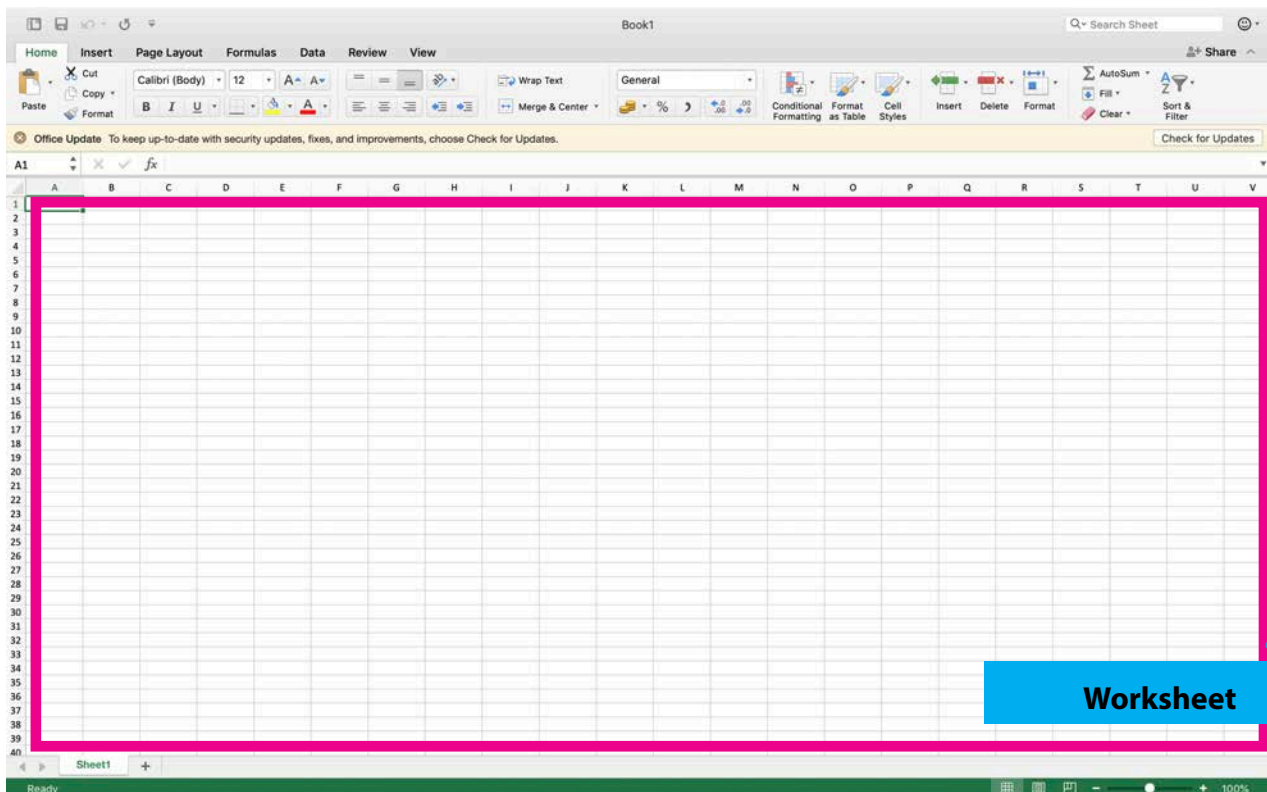 Book1
Search Sheet
Home Insert Page Layout Formulas Data Review View
Share
Paste
Cut
Copy
Format
Calibri (Body) 12 A A
B I U A
Wrap Text
Merge & Center
General
% .0 .00 .00 .0
Conditional Formatting
Format as Table
Cell Styles
Insert
Delete
Format
AutoSum
Fill
Clear
A Z
Sort & Filter
Office Update To keep up-to-date with security updates, fixes, and improvements, choose Check for Updates.
Check for Updates
A1 fx
A B C D E F G H I J K L M N O P Q R S T U V
1
2
3
4
5
6
7
8
9
10
11
12
13
14
15
16
17
18
19
20
21
22
23
24
25
26
27
28
29
30
31
32
33
34
35
36
37
38
39
40
Worksheet
Sheet1 +
Ready
100%